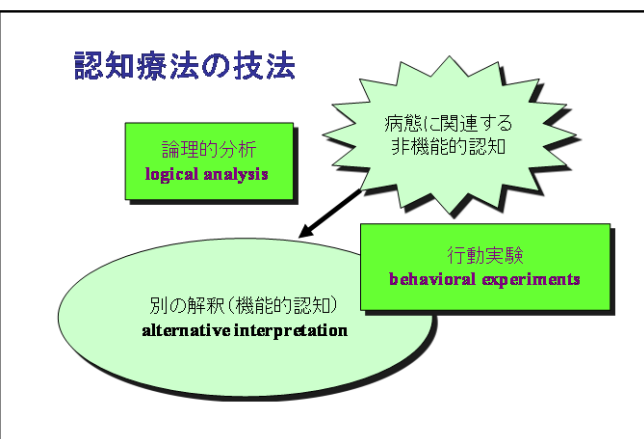 認知療法の技法
病態に関連する
非機能的認知
論理的分析
logical analysis
行動実験
behavioral experiments
別の解釈(機能的認知)
alternative interpretation